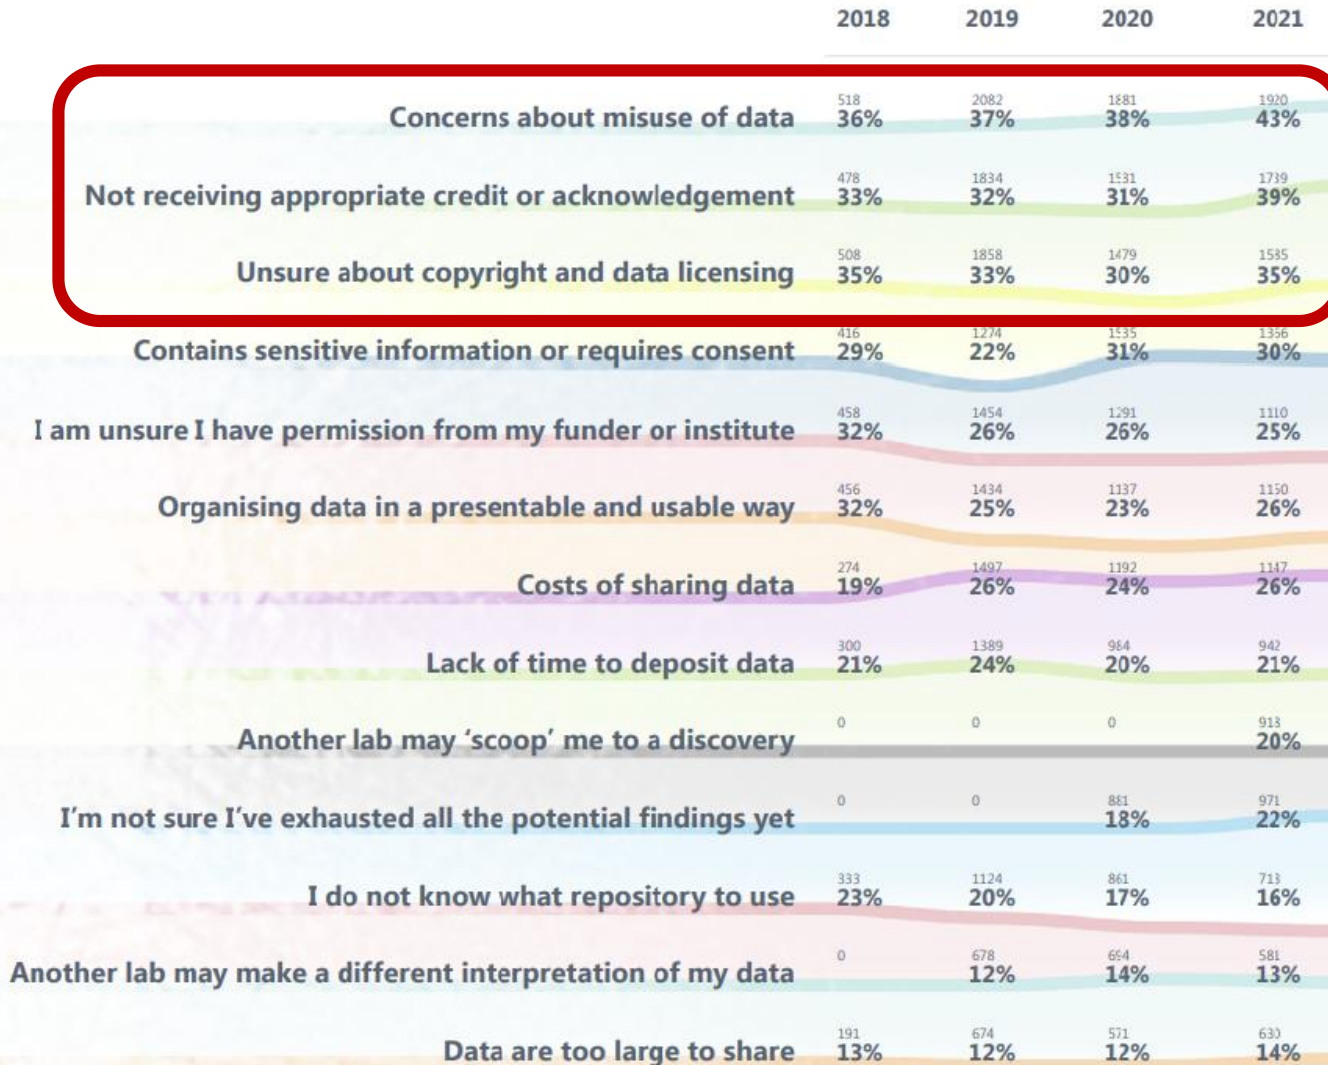 2018 2019 2020 2021
518 2082 1881 1920
Concerns about misuse of data 36% 37% 38% 43%
478 1834 1531 1739
Not receiving appropriate credit or acknowledgement 33% 32% 31% 39%
508 1858 1479 1535
Unsure about copyright and data licensing 35% 33% 30% 35%
416 1274 1535 1356
Contains sensitive information or requires consent 29% 22% 31% 30%
458 1454 1291 1110
I am unsure I have permission from my funder or institute 32% 26% 26% 25%
456 1434 1137 1150
Organising data in a presentable and usable way 32% 25% 23% 26%
274 1497 1192 1147
Costs of sharing data 19% 26% 24% 26%
300 1389 984 942
Lack of time to deposit data 21% 24% 20% 21%
0 0 0 913
Another lab may ‘scoop’ me to a discovery 20%
0 0 881 971
I’m not sure I’ve exhausted all the potential findings yet 18% 22%
333 1124 861 713
I do not know what repository to use 23% 20% 17% 16%
0 678 694 581
Another lab may make a different interpretation of my data 12% 14% 13%
191 674 571 630
Data are too large to share 13% 12% 12% 14%